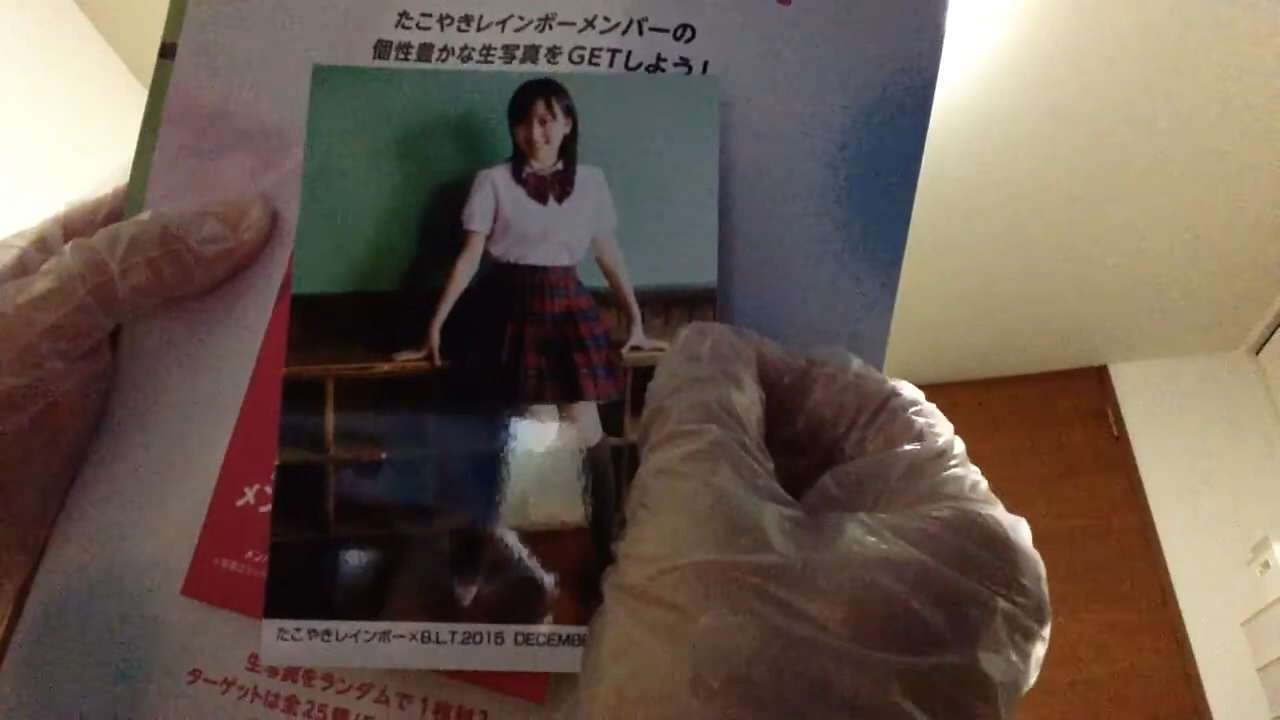 たこやきレインボーメンバーの
個性豊かな生写真をGETしよう!
メン
たこやきレインボー×B.L.T.2015 DECEMBE
生写真をランダムで1枚封入
ターゲットは全25種